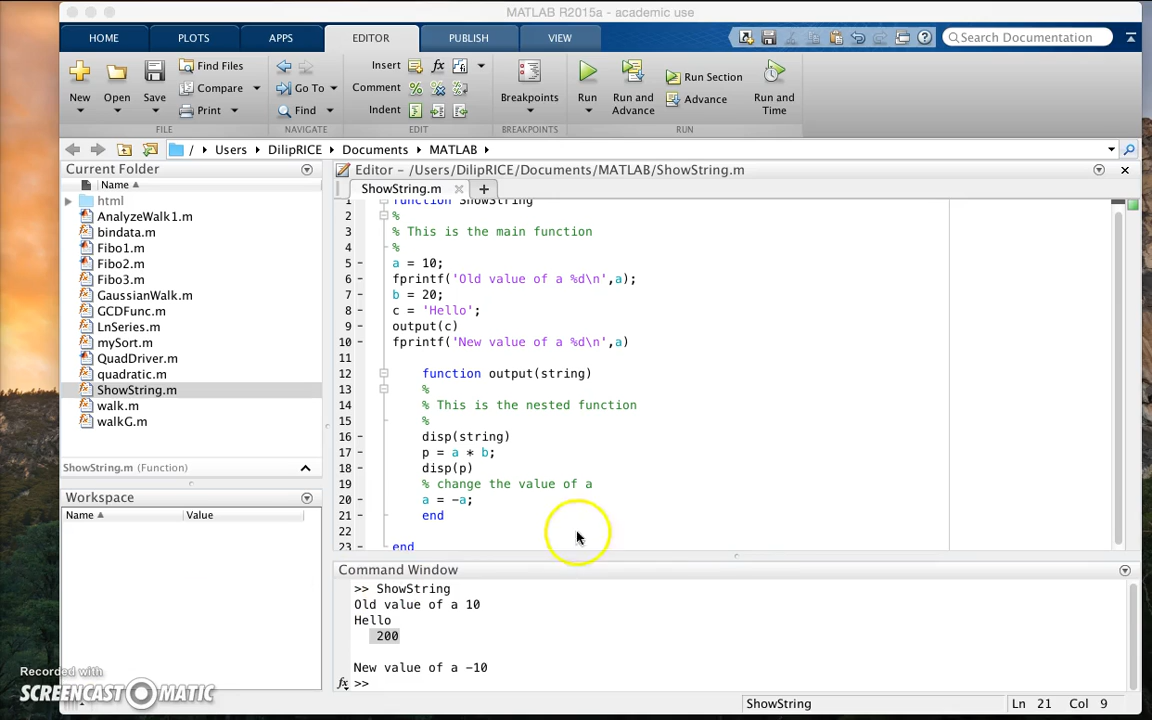 MATLAB R2015a - academic use
HOME PLOTS APPS EDITOR PUBLISH VIEW Search Documentation
New Open Save Find Files Compare Print
Insert Comment Indent
Go To Find
Breakpoints Run Run and Advance Run Section Advance Run and Time
FILE NAVIGATE EDIT BREAKPOINTS RUN
/ Users DilipRICE Documents MATLAB
Current Folder
Name
html
AnalyzeWalk1.m
bindata.m
Fibo1.m
Fibo2.m
Fibo3.m
GaussianWalk.m
GCDFunc.m
LnSeries.m
mySort.m
QuadDriver.m
quadratic.m
ShowString.m
walk.m
walkG.m
ShowString.m (Function)
Workspace
Name Value
Editor - /Users/DilipRICE/Documents/MATLAB/ShowString.m
ShowString.m
1 function ShowString
2 %
3 % This is the main function
4 %
5 a = 10;
6 fprintf('Old value of a %d\n',a);
7 b = 20;
8 c = 'Hello';
9 output(c)
10 fprintf('New value of a %d\n',a)
11
12 function output(string)
13 %
14 % This is the nested function
15 %
16 disp(string)
17 p = a * b;
18 disp(p)
19 % change the value of a
20 a = -a;
21 end
22
23 end
Command Window
>> ShowString
Old value of a 10
Hello
200
New value of a -10
fx >>
Recorded with
SCREENCAST MATIC
ShowString Ln 21 Col 9